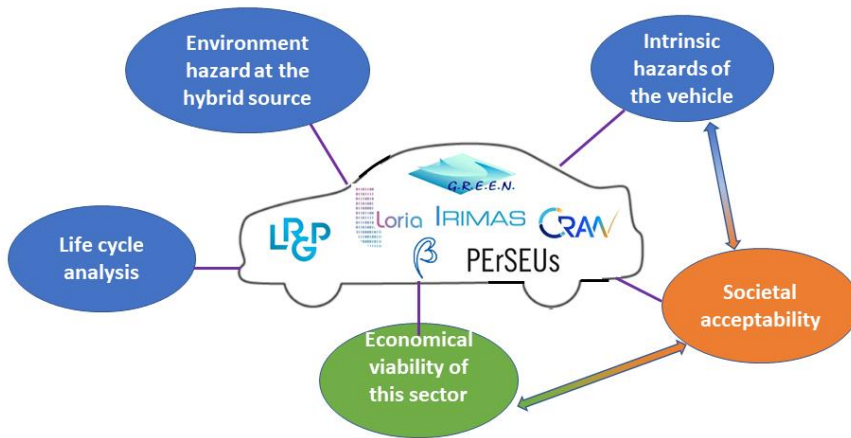 Environment
hazard at the
hybrid source
Intrinsic
hazards of
the vehicle
G.R.E.E.N.
LRGP
Loria
IRIMAS
CRAN
β
PErSEUs
Life cycle
analysis
Societal
acceptability
Economical
viability of
this sector